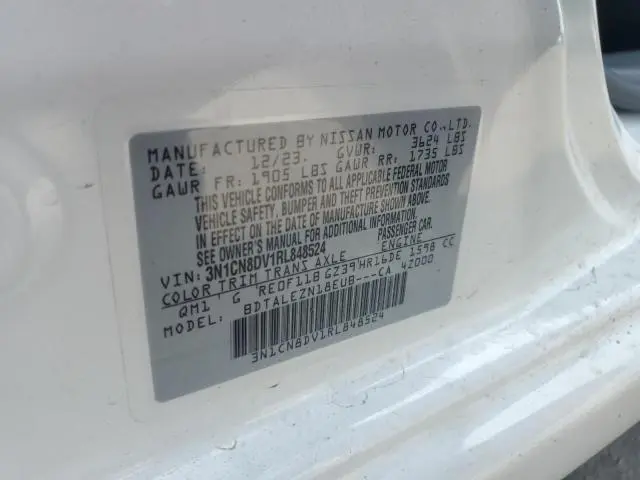 MANUFACTURED BY NISSAN MOTOR CO., LTD.
DATE: 12/23. GVWR: 3624 LBS
GAWR FR: 1905 LBS GAWR RR: 1735 LBS
THIS VEHICLE CONFORMS TO ALL APPLICABLE FEDERAL MOTOR
VEHICLE SAFETY, BUMPER AND THEFT PREVENTION STANDARDS
IN EFFECT ON THE DATE OF MANUFACTURE SHOWN ABOVE.
SEE OWNER'S MANUAL FOR ADDITIONAL INFORMATION.
VIN: 3N1CN8DV1RL848524 PASSENGER CAR.
COLOR TRIM TRANS AXLE ENGINE
QM1 G RE0F11B GZ39 HR16DE 1598 CC
MODEL: BDTALEZN18EUB---CA 4Z000
3N1CN8DV1RL848524